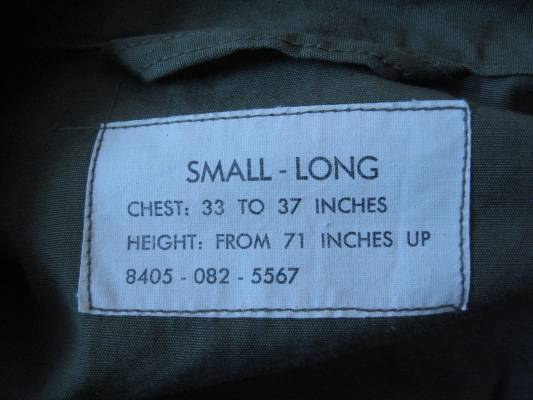 SMALL - LONG
CHEST: 33 TO 37 INCHES
HEIGHT: FROM 71 INCHES UP
8405 - 082 - 5567